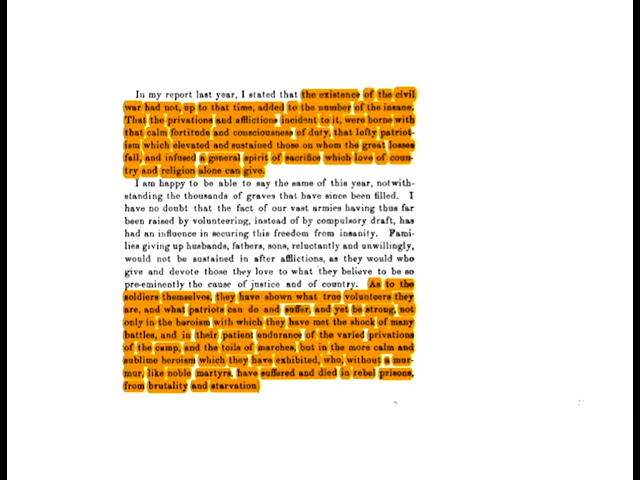 In my report last year, I stated that the existence of the civil
war had not, up to that time, added to the number of the insane.
That the privations and afflictions incident to it, were borne with
that calm fortitude and consciousness of duty, that lofty patriot-
ism which elevated and sustained those on whom the great losses
fall, and infused a general spirit of sacrifice which love of coun-
try and religion alone can give.
I am happy to be able to say the same of this year, notwith-
standing the thousands of graves that have since been filled. I
have no doubt that the fact of our vast armies having thus far
been raised by volunteering, instead of by compulsory draft, has
had an influence in securing this freedom from insanity. Fami-
lies giving up husbands, fathers, sons, reluctantly and unwillingly,
would not be sustained in after afflictions, as they would who
give and devote those they love to what they believe to be so
pre-eminently the cause of justice and of country. As to the
soldiers themselves, they have shown what true volunteers they
are, and what patriots can do and suffer, and yet be strong, not
only in the heroism with which they have met the shock of many
battles, and in their patient endurance of the varied privations
of the camp, and the toils of marches, but in the more calm and
sublime heroism which they have exhibited, who, without a mur-
mur, like noble martyrs, have suffered and died in rebel prisons,
from brutality and starvation